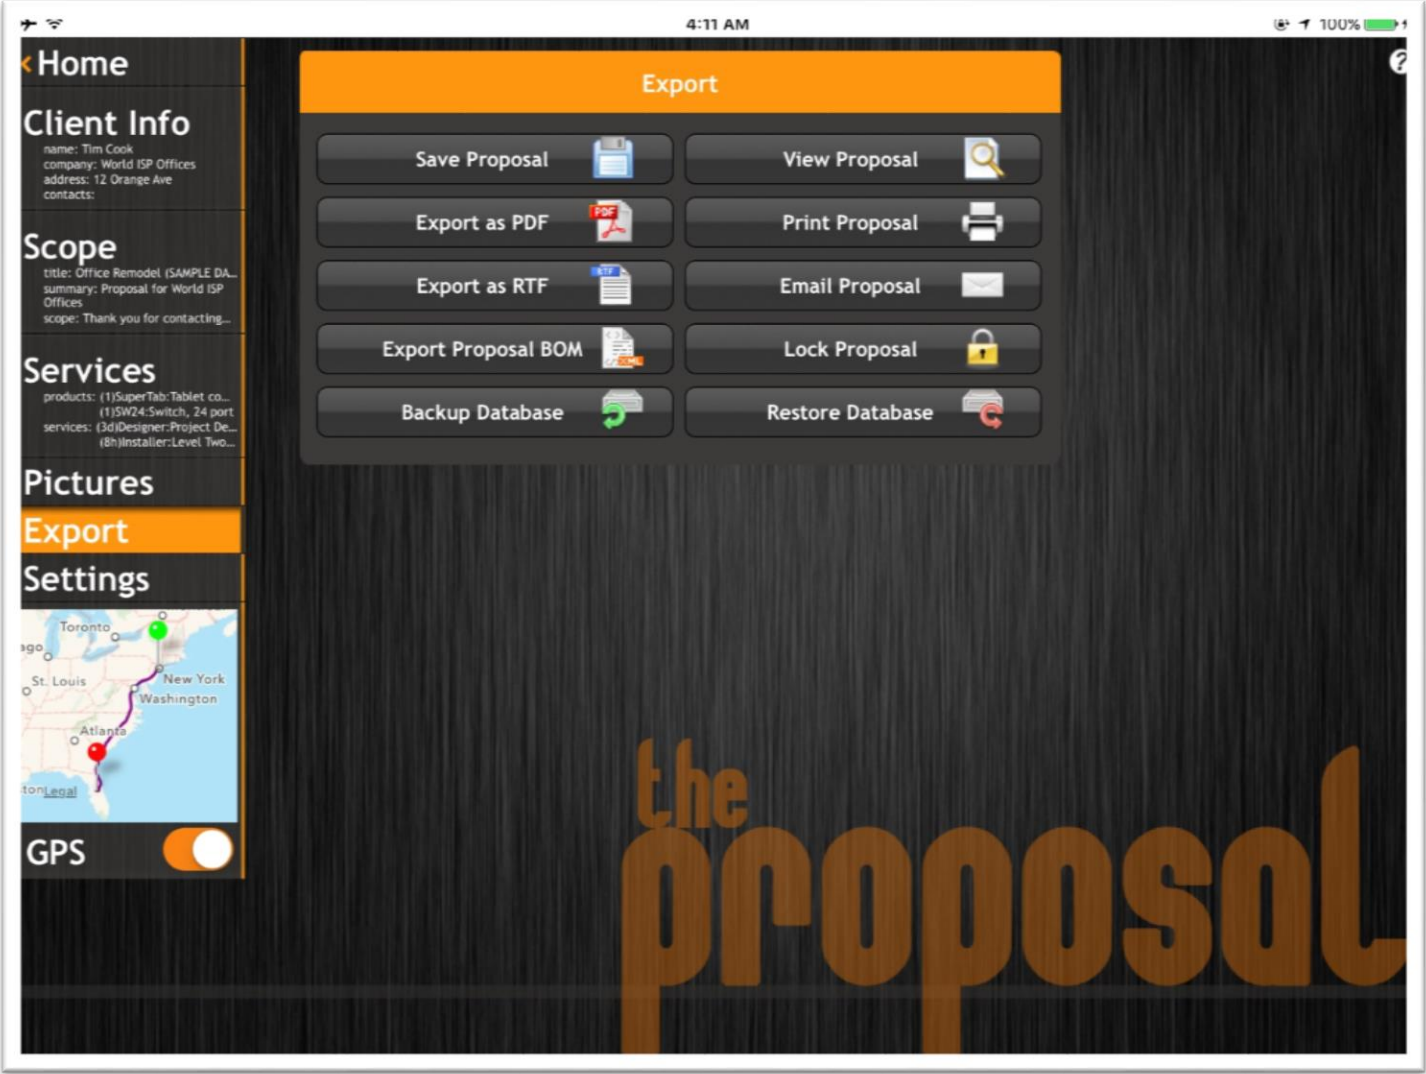 4:11 AM
100%
Home
Client Info
name: Tim Cook
company: World ISP Offices
address: 12 Orange Ave
contacts:
Scope
title: Office Remodel (SAMPLE DA...
summary: Proposal for World ISP
Offices
scope: Thank you for contacting...
Services
products: (1)SuperTab:Tablet co...
(1)SW24:Switch, 24 port
services: (3d)Designer:Project De...
(8h)Installer:Level Two...
Pictures
Export
Settings
Toronto
ago
St. Louis
New York
Washington
Atlanta
ton
Legal
GPS
Export
?
Save Proposal
View Proposal
Export as PDF
PDF
Print Proposal
Export as RTF
RTF
Email Proposal
Export Proposal BOM
XML
Lock Proposal
Backup Database
Restore Database
the
proposal